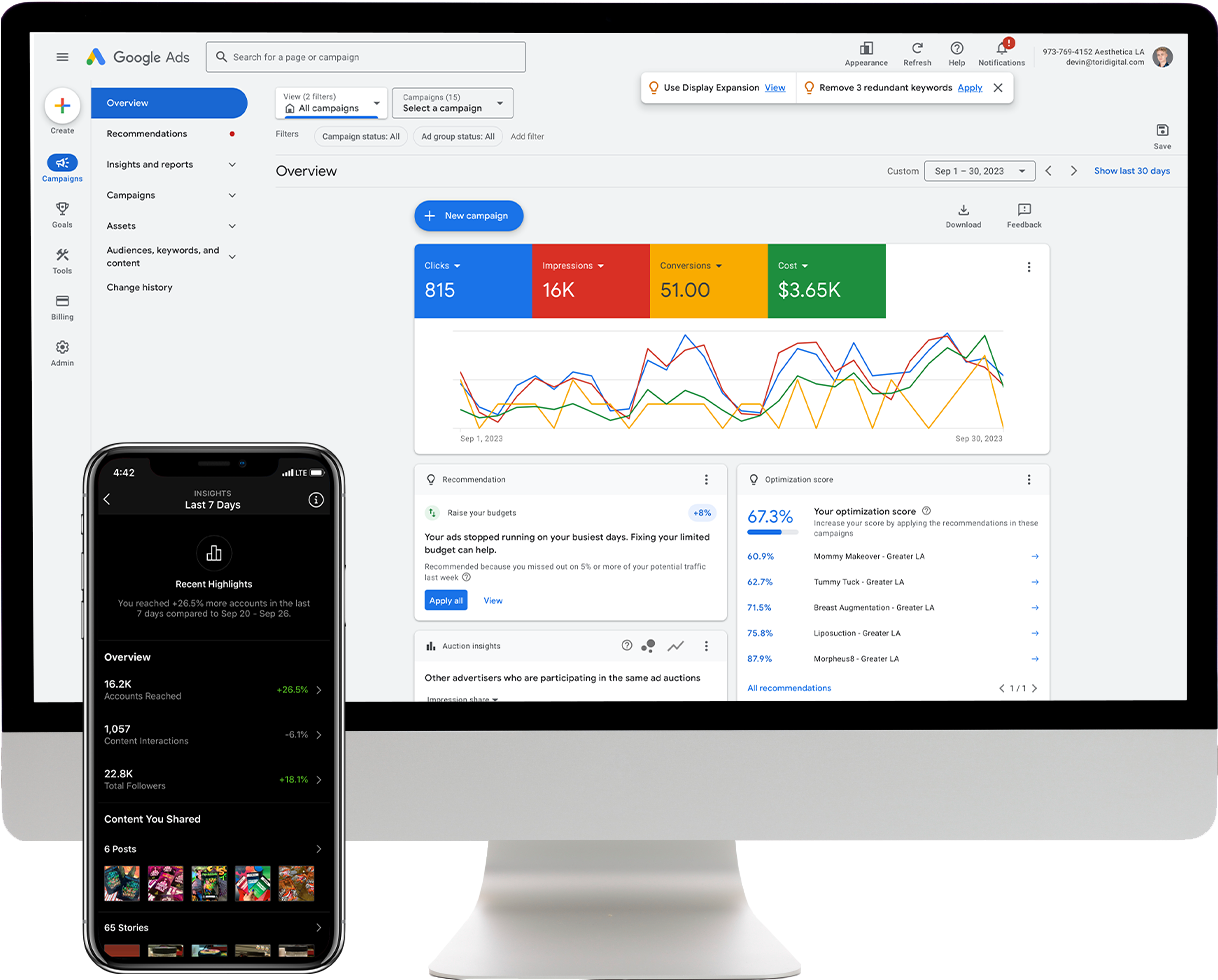 Google Ads
Search for a page or campaign
Appearance
Refresh
Help
!
Notifications
973-769-4152 Aesthetica LA
devin@toridigital.com
Use Display Expansion View
Remove 3 redundant keywords Apply
Create
Campaigns
Goals
Tools
Billing
Admin
Overview
Recommendations
Insights and reports
Campaigns
Assets
Audiences, keywords, and
content
Change history
View (2 filters)
All campaigns
Campaigns (15)
Select a campaign
Filters
Campaign status: All
Ad group status: All
Add filter
Save
Overview
Custom
Sep 1 – 30, 2023
Show last 30 days
New campaign
Download
Feedback
Clicks
815
Impressions
16K
Conversions
51.00
Cost
$3.65K
Sep 1, 2023
Sep 30, 2023
Recommendation
Raise your budgets
+8%
Your ads stopped running on your busiest days. Fixing your limited
budget can help.
Recommended because you missed out on 5% or more of your potential traffic
last week
Apply all
View
Auction insights
Other advertisers who are participating in the same ad auctions
Impression share
Optimization score
67.3%
Your optimization score
Increase your score by applying the recommendations in these
campaigns
60.9% Mommy Makeover - Greater LA
62.7% Tummy Tuck - Greater LA
71.5% Breast Augmentation - Greater LA
75.8% Liposuction - Greater LA
87.9% Morpheus8 - Greater LA
All recommendations
1 / 1
4:42
LTE
INSIGHTS
Last 7 Days
Recent Highlights
You reached +26.5% more accounts in the last
7 days compared to Sep 20 - Sep 26.
Overview
16.2K
Accounts Reached
+26.5%
1,057
Content Interactions
-6.1%
22.8K
Total Followers
+18.1%
Content You Shared
6 Posts
65 Stories